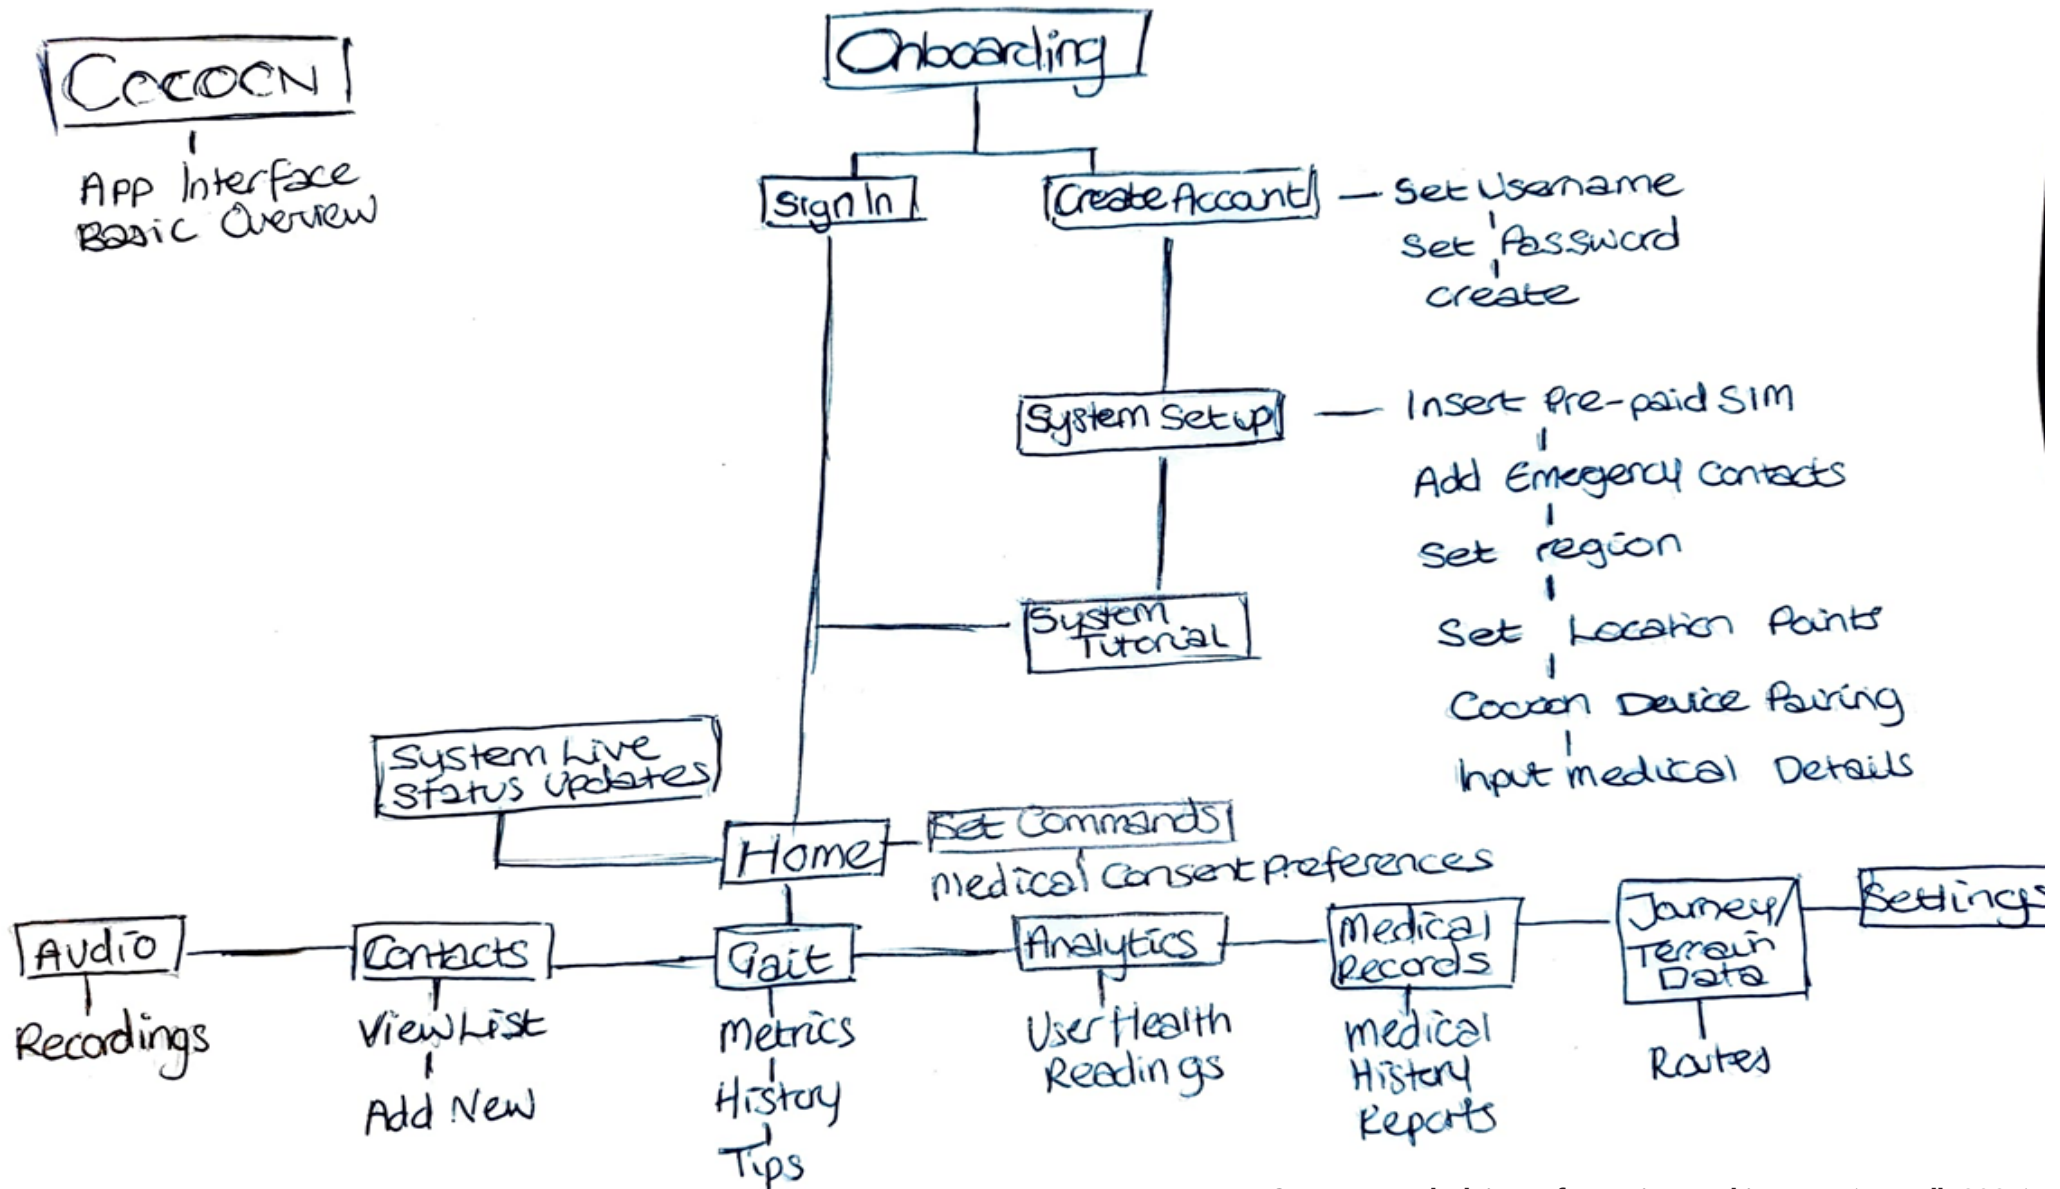 Cocoon
App Interface
Basic Overview
Onboarding
Sign In
Create Account
Set Username
Set Password
create
System Setup
Insert Pre-paid SIM
Add Emegency Contacts
Set region
Set Location Points
Cocoon Device Pairing
Input medical Details
System
Tutorial
System Live
Status Updates
Home
Set Commands
medical Consent preferences
Audio
Recordings
Contacts
View List
Add New
Gait
Metrics
History
Tips
Analytics
User Health
Readings
Medical
Records
medical
History
Reports
Journey/
Terrain
Data
Routes
Settings